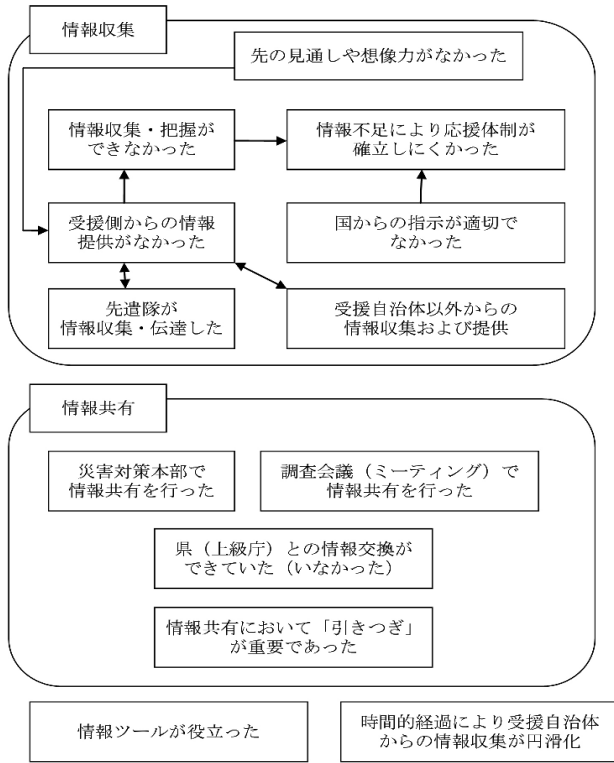 情報収集
先の見通しや想像力がなかった
情報収集・把握が
できなかった
情報不足により応援体制が
確立しにくかった
受援側からの情報
提供がなかった
国からの指示が適切で
なかった
先遣隊が
情報収集・伝達した
受援自治体以外からの
情報収集および提供
情報共有
災害対策本部で
情報共有を行った
調査会議（ミーティング）で
情報共有を行った
県（上級庁）との情報交換が
できていた（いなかった）
情報共有において「引きつぎ」
が重要であった
情報ツールが役立った
時間的経過により受援自治体
からの情報収集が円滑化